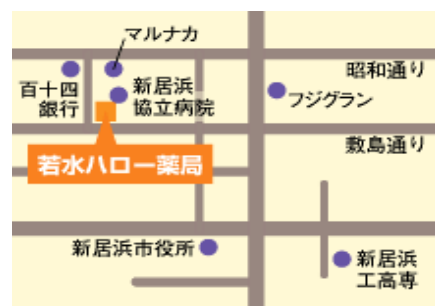 マルナカ
昭和通り
百十四
銀行
新居浜
協立病院
フジグラン
敷島通り
若水ハロー薬局
新居浜市役所
新居浜
工高専